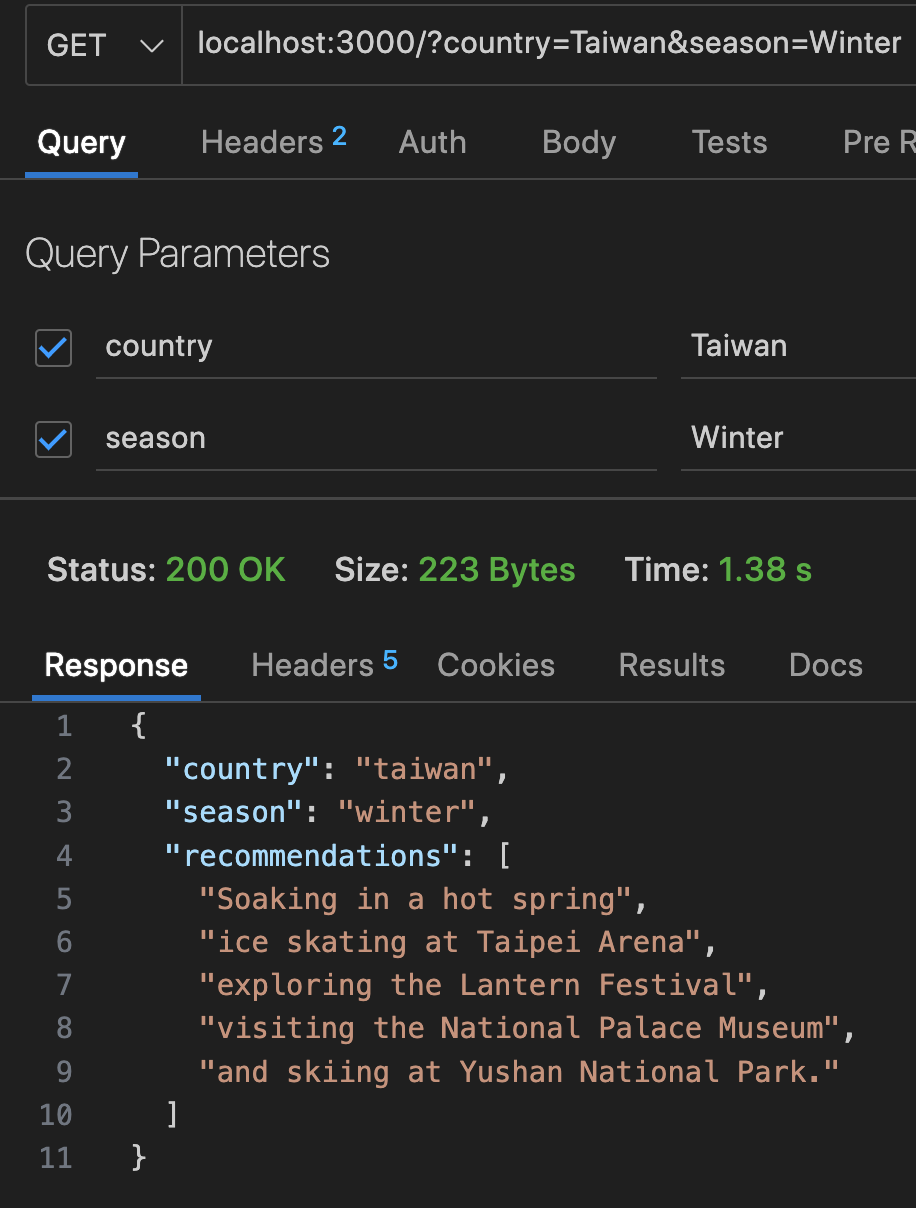 GET localhost:3000/?country=Taiwan&season=Winter
Query Headers 2 Auth Body Tests Pre R
Query Parameters
country Taiwan
season Winter
Status: 200 OK Size: 223 Bytes Time: 1.38 s
Response Headers 5 Cookies Results Docs
1 {
2 "country": "taiwan",
3 "season": "winter",
4 "recommendations": [
5 "Soaking in a hot spring",
6 "ice skating at Taipei Arena",
7 "exploring the Lantern Festival",
8 "visiting the National Palace Museum",
9 "and skiing at Yushan National Park."
10 ]
11 }